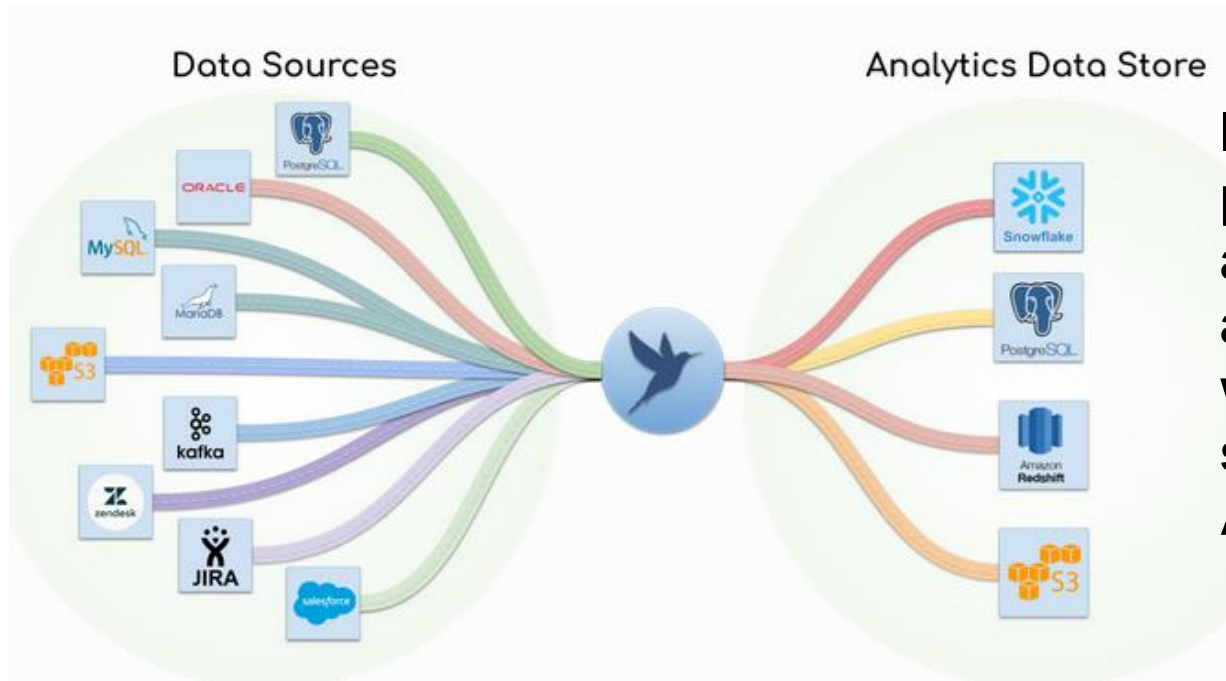 Data Sources
Analytics Data Store
PostgreSQL
ORACLE
MySQL
MariaDB
S3
kafka
zendesk
JIRA
salesforce
Snowflake
PostgreSQL
Amazon
Redshift
S3